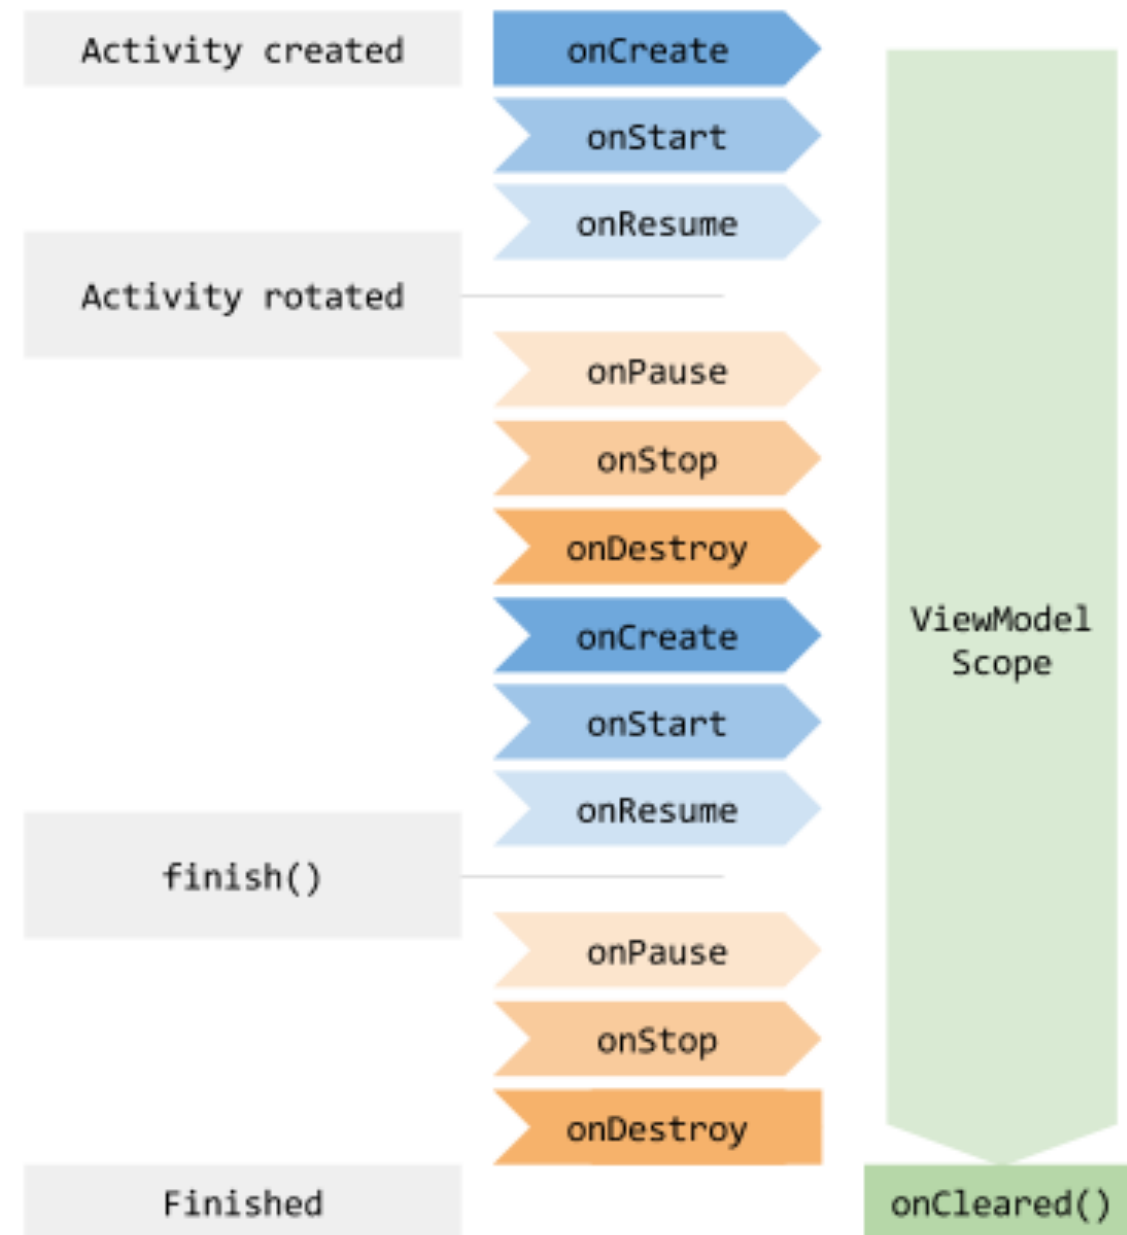 Activity created
onCreate
onStart
onResume
Activity rotated
onPause
onStop
onDestroy
onCreate
onStart
onResume
ViewModel
Scope
finish()
onPause
onStop
onDestroy
Finished
onCleared()